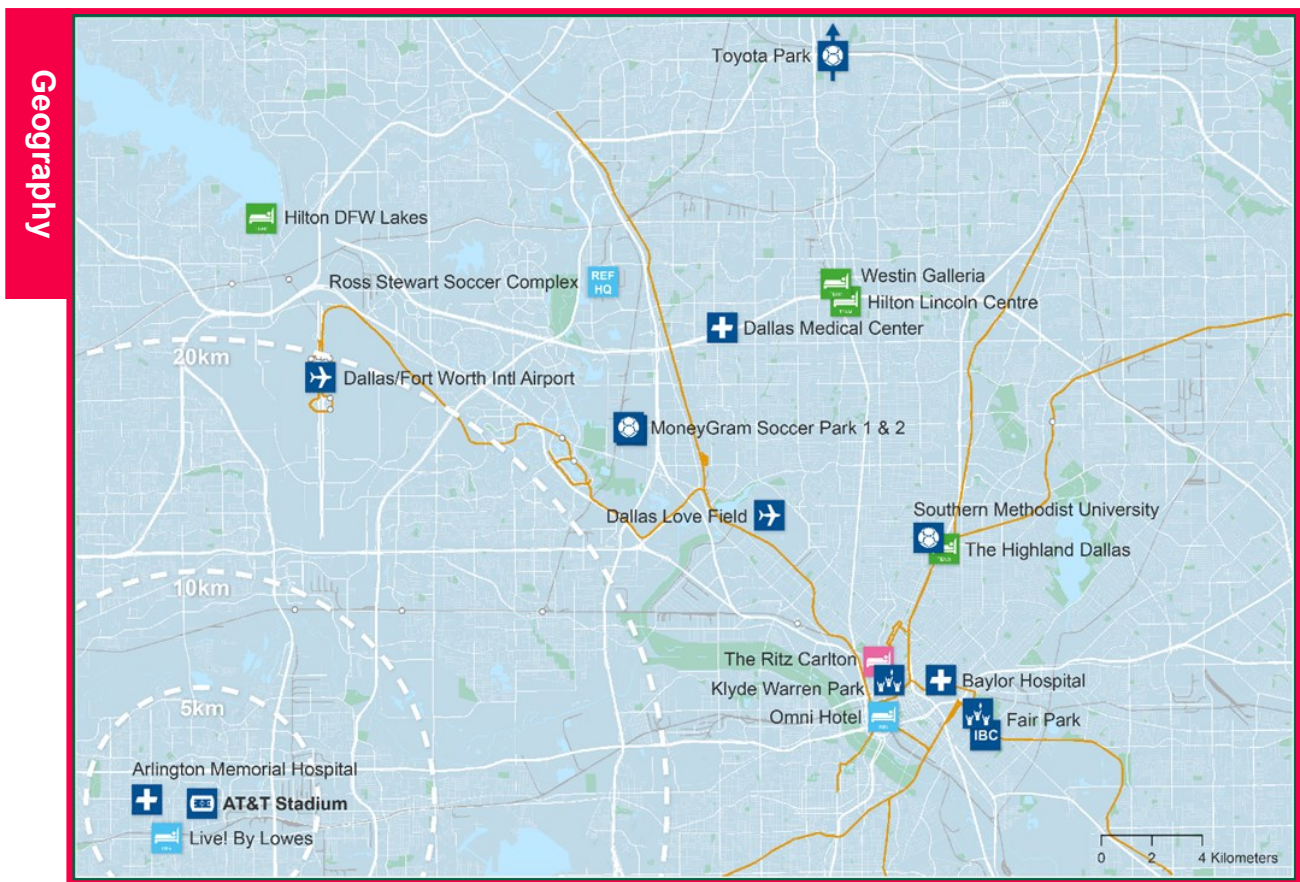 Geography
Toyota Park
Hilton DFW Lakes
Ross Stewart Soccer Complex
REF
HQ
Westin Galleria
Hilton Lincoln Centre
Dallas Medical Center
20km
Dallas/Fort Worth Intl Airport
MoneyGram Soccer Park 1 & 2
Dallas Love Field
Southern Methodist University
The Highland Dallas
10km
The Ritz Carlton
Klyde Warren Park
Baylor Hospital
5km
Omni Hotel
Fair Park
IBC
Arlington Memorial Hospital
AT&T Stadium
Live! By Lowes
0 2 4 Kilometers